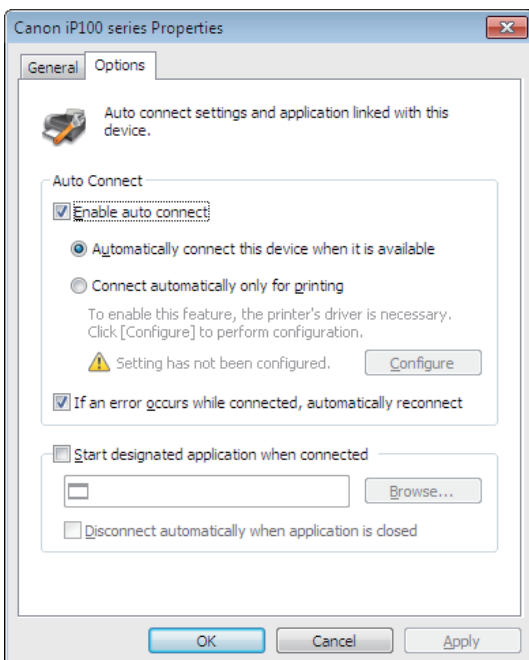 Canon iP100 series Properties
General
Options
Auto connect settings and application linked with this
device.
Auto Connect
Enable auto connect
Automatically connect this device when it is available
Connect automatically only for printing
To enable this feature, the printer's driver is necessary.
Click [Configure] to perform configuration.
Setting has not been configured.
Configure
If an error occurs while connected, automatically reconnect
Start designated application when connected
Browse...
Disconnect automatically when application is closed
OK
Cancel
Apply